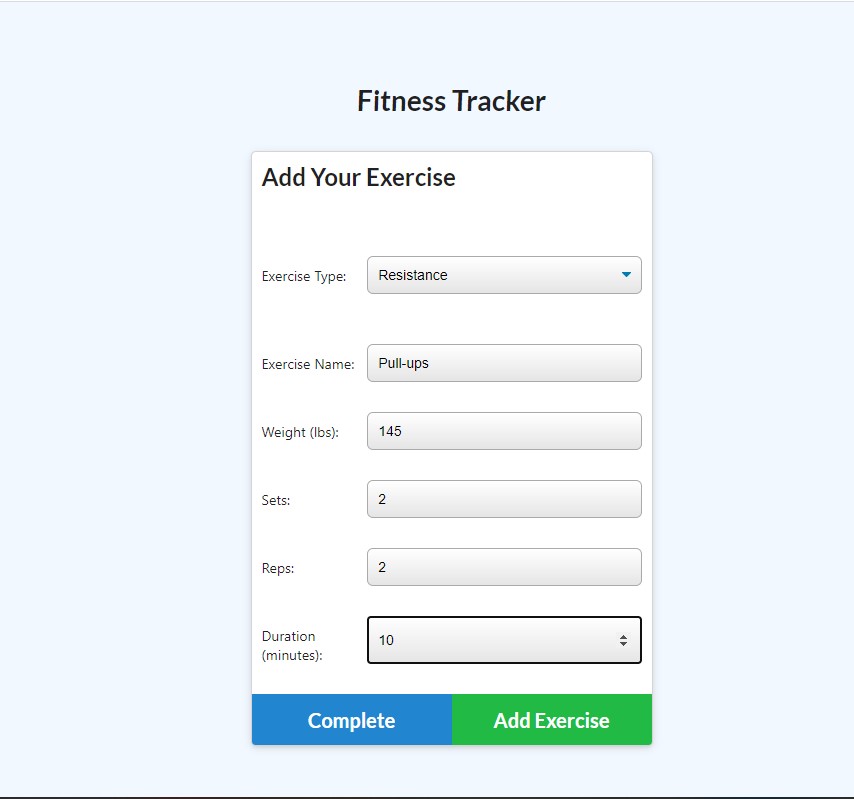 Fitness Tracker
Add Your Exercise
Exercise Type: Resistance
Exercise Name: Pull-ups
Weight (lbs): 145
Sets: 2
Reps: 2
Duration
(minutes): 10
Complete Add Exercise